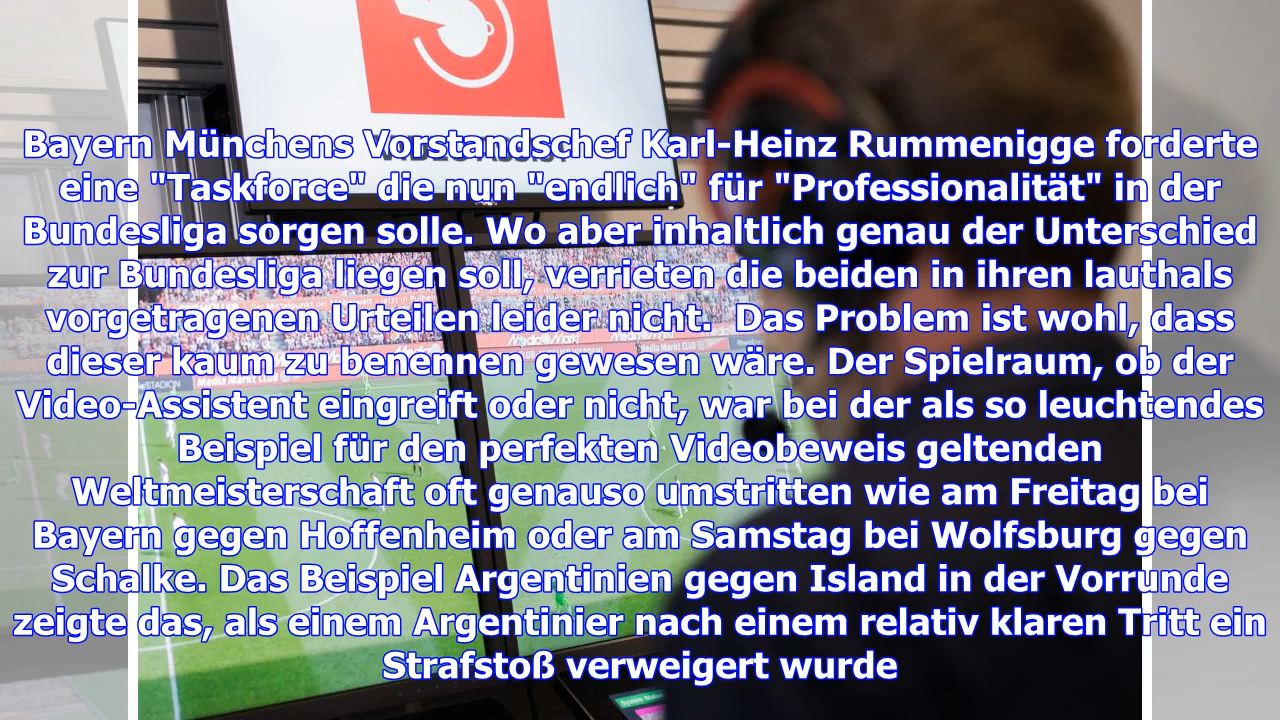 VIDEO ASSIST
Bayern Münchens Vorstandschef Karl-Heinz Rummenigge forderte
eine "Taskforce" die nun "endlich" für "Professionalität" in der
Bundesliga sorgen solle. Wo aber inhaltlich genau der Unterschied
zur Bundesliga liegen soll, verrieten die beiden in ihren lauthals
vorgetragenen Urteilen leider nicht.  Das Problem ist wohl, dass
dieser kaum zu benennen gewesen wäre. Der Spielraum, ob der
Video-Assistent eingreift oder nicht, war bei der als so leuchtendes
Beispiel für den perfekten Videobeweis geltenden
Weltmeisterschaft oft genauso umstritten wie am Freitag bei
Bayern gegen Hoffenheim oder am Samstag bei Wolfsburg gegen
Schalke. Das Beispiel Argentinien gegen Island in der Vorrunde
zeigte das, als einem Argentinier nach einem relativ klaren Tritt ein
Strafstoß verweigert wurde
Media Markt CLUB